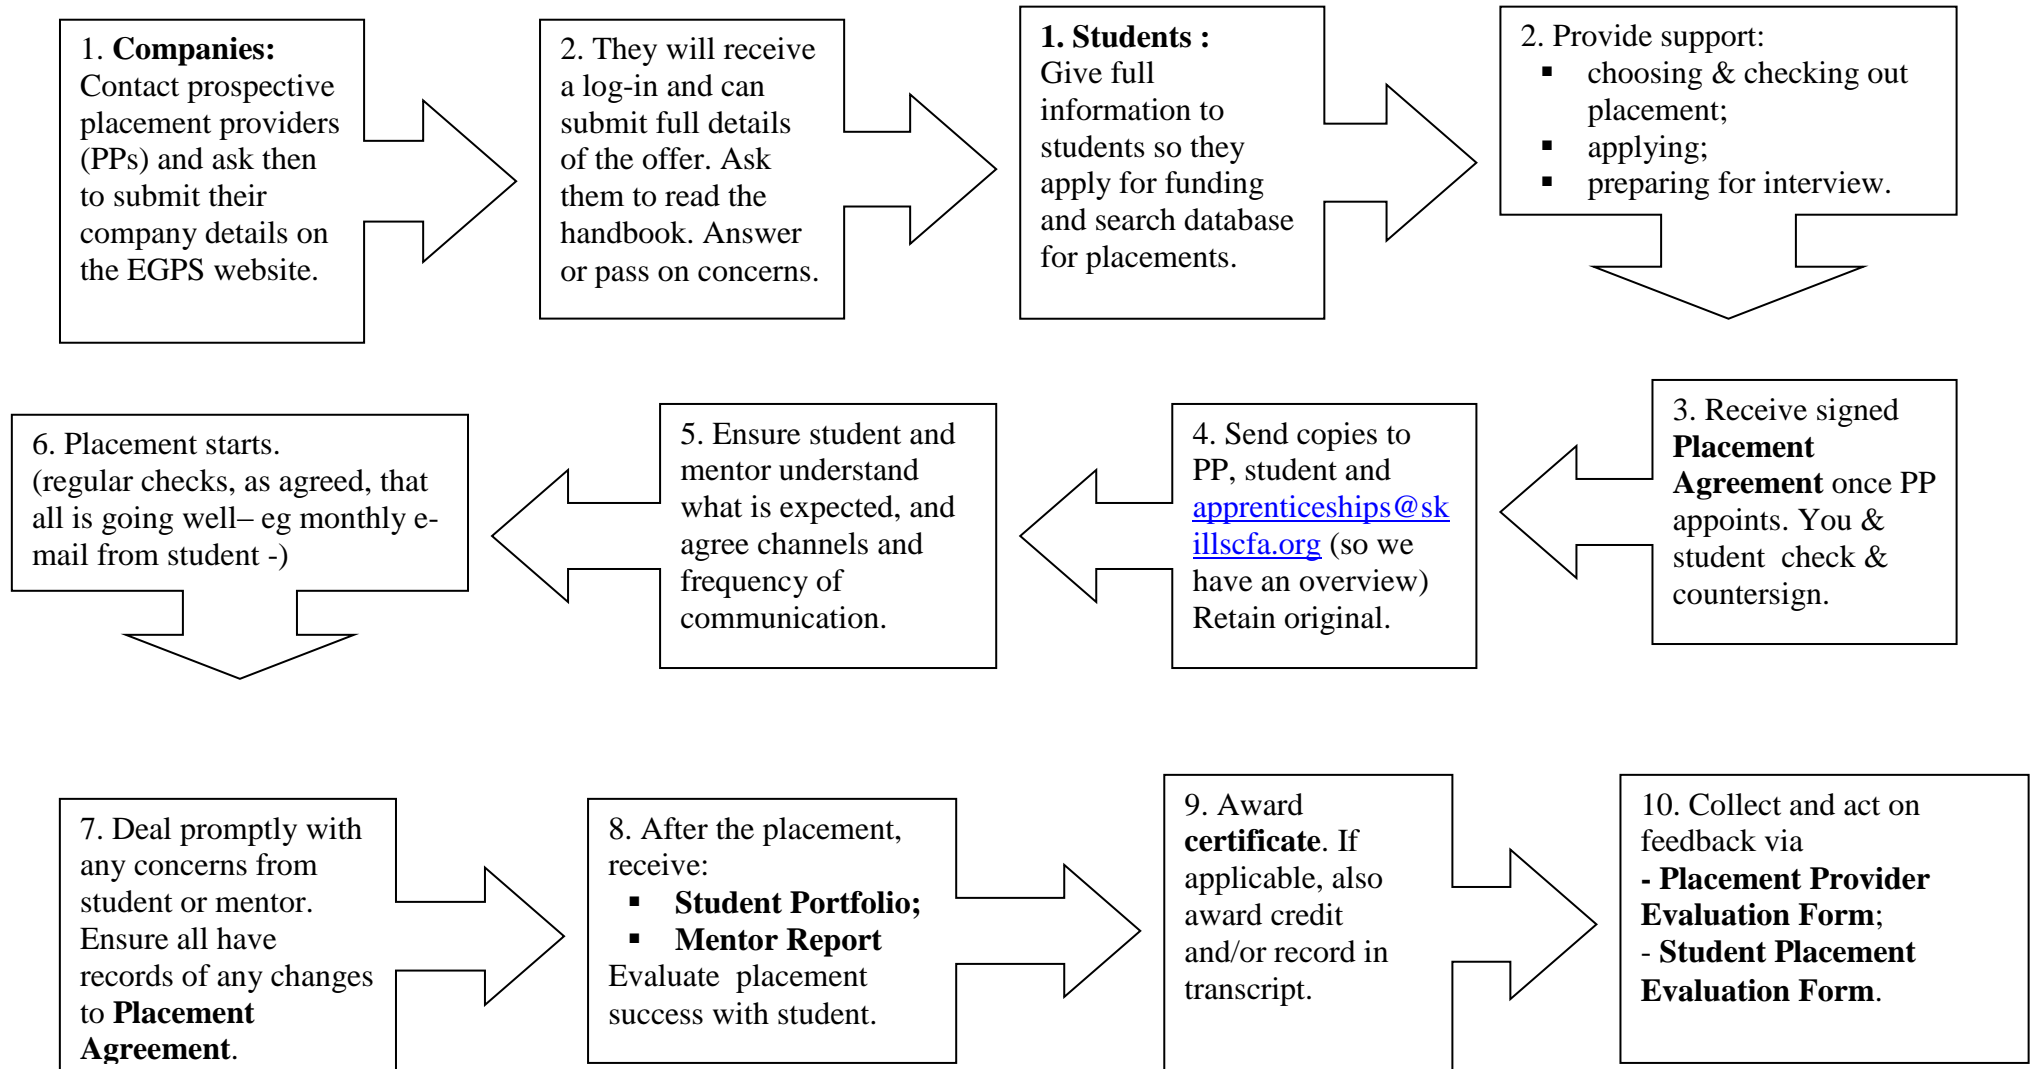 1. Companies:
Contact prospective
placement providers
(PPs) and ask then
to submit their
company details on
the EGPS website.
2. They will receive
a log-in and can
submit full details
of the offer. Ask
them to read the
handbook. Answer
or pass on concerns.
1. Students :
Give full
information to
students so they
apply for funding
and search database
for placements.
2. Provide support:
▪ choosing & checking out
placement;
▪ applying;
▪ preparing for interview.
3. Receive signed
Placement
Agreement once PP
appoints. You &
student check &
countersign.
4. Send copies to
PP, student and
apprenticeships@sk
illscfa.org (so we
have an overview)
Retain original.
5. Ensure student and
mentor understand
what is expected, and
agree channels and
frequency of
communication.
6. Placement starts.
(regular checks, as agreed, that
all is going well– eg monthly e-
mail from student -)
7. Deal promptly with
any concerns from
student or mentor.
Ensure all have
records of any changes
to Placement
Agreement.
8. After the placement,
receive:
▪ Student Portfolio;
▪ Mentor Report
Evaluate placement
success with student.
9. Award
certificate. If
applicable, also
award credit
and/or record in
transcript.
10. Collect and act on
feedback via
- Placement Provider
Evaluation Form;
- Student Placement
Evaluation Form.